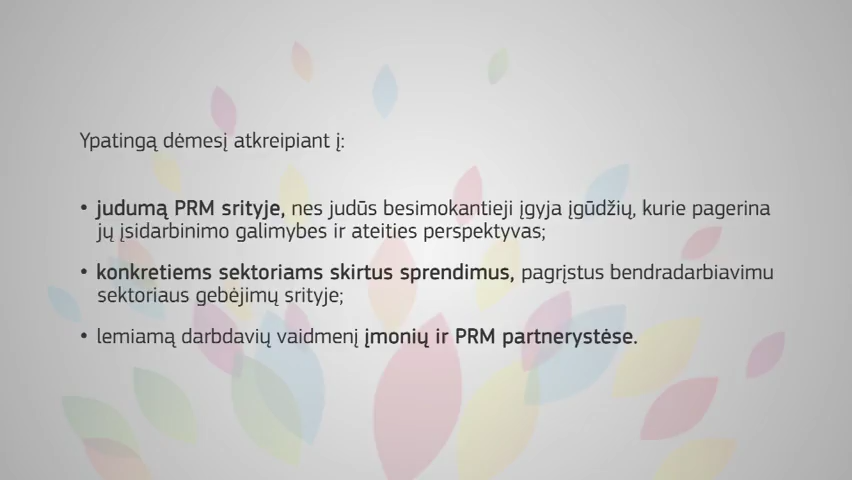 Ypatingą dėmesį atkreipiant į:
• judumą PRM srityje, nes judūs besimokantieji įgyja įgūdžių, kurie pagerina
jų įsidarbinimo galimybes ir ateities perspektyvas;
• konkretiems sektoriams skirtus sprendimus, pagrįstus bendradarbiavimu
sektoriaus gebėjimų srityje;
• lemiamą darbdavių vaidmenį įmonių ir PRM partnerystėse.